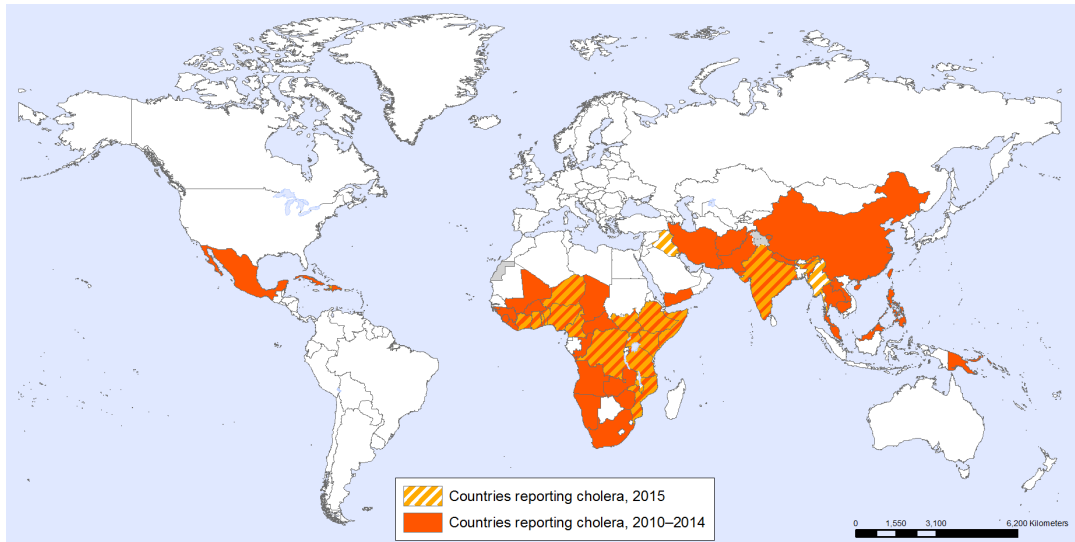 Countries reporting cholera, 2015
Countries reporting cholera, 2010–2014
0 1,550 3,100 6,200 Kilometers